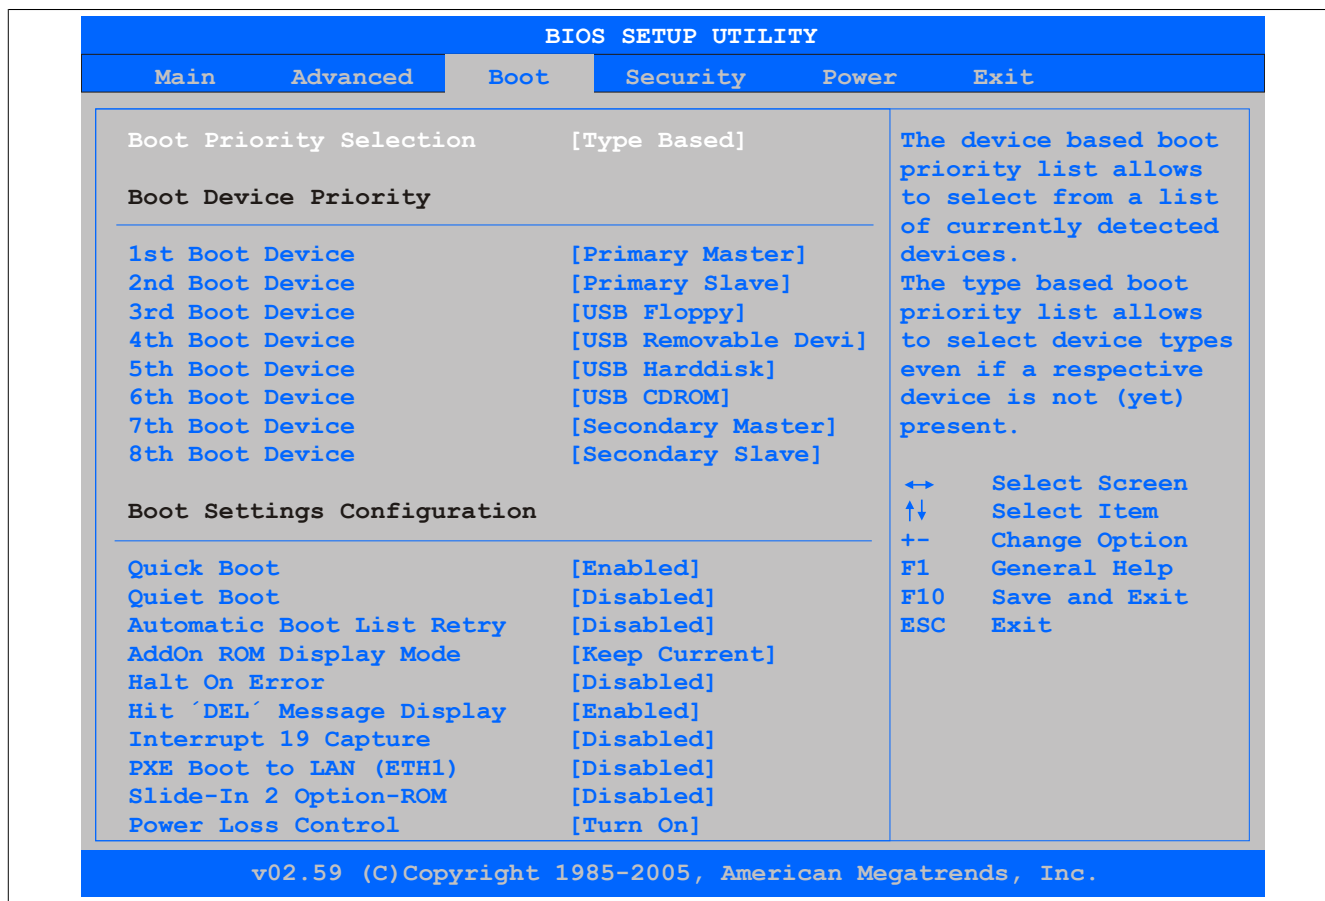 BIOS SETUP UTILITY
Main Advanced Boot Security Power Exit
Boot Priority Selection [Type Based]
Boot Device Priority
1st Boot Device [Primary Master]
2nd Boot Device [Primary Slave]
3rd Boot Device [USB Floppy]
4th Boot Device [USB Removable Devi]
5th Boot Device [USB Harddisk]
6th Boot Device [USB CDROM]
7th Boot Device [Secondary Master]
8th Boot Device [Secondary Slave]
Boot Settings Configuration
Quick Boot [Enabled]
Quiet Boot [Disabled]
Automatic Boot List Retry [Disabled]
AddOn ROM Display Mode [Keep Current]
Halt On Error [Disabled]
Hit ´DEL´ Message Display [Enabled]
Interrupt 19 Capture [Disabled]
PXE Boot to LAN (ETH1) [Disabled]
Slide-In 2 Option-ROM [Disabled]
Power Loss Control [Turn On]
The device based boot
priority list allows
to select from a list
of currently detected
devices.
The type based boot
priority list allows
to select device types
even if a respective
device is not (yet)
present.
↔ Select Screen
↑↓ Select Item
+- Change Option
F1 General Help
F10 Save and Exit
ESC Exit
v02.59 (C)Copyright 1985-2005, American Megatrends, Inc.